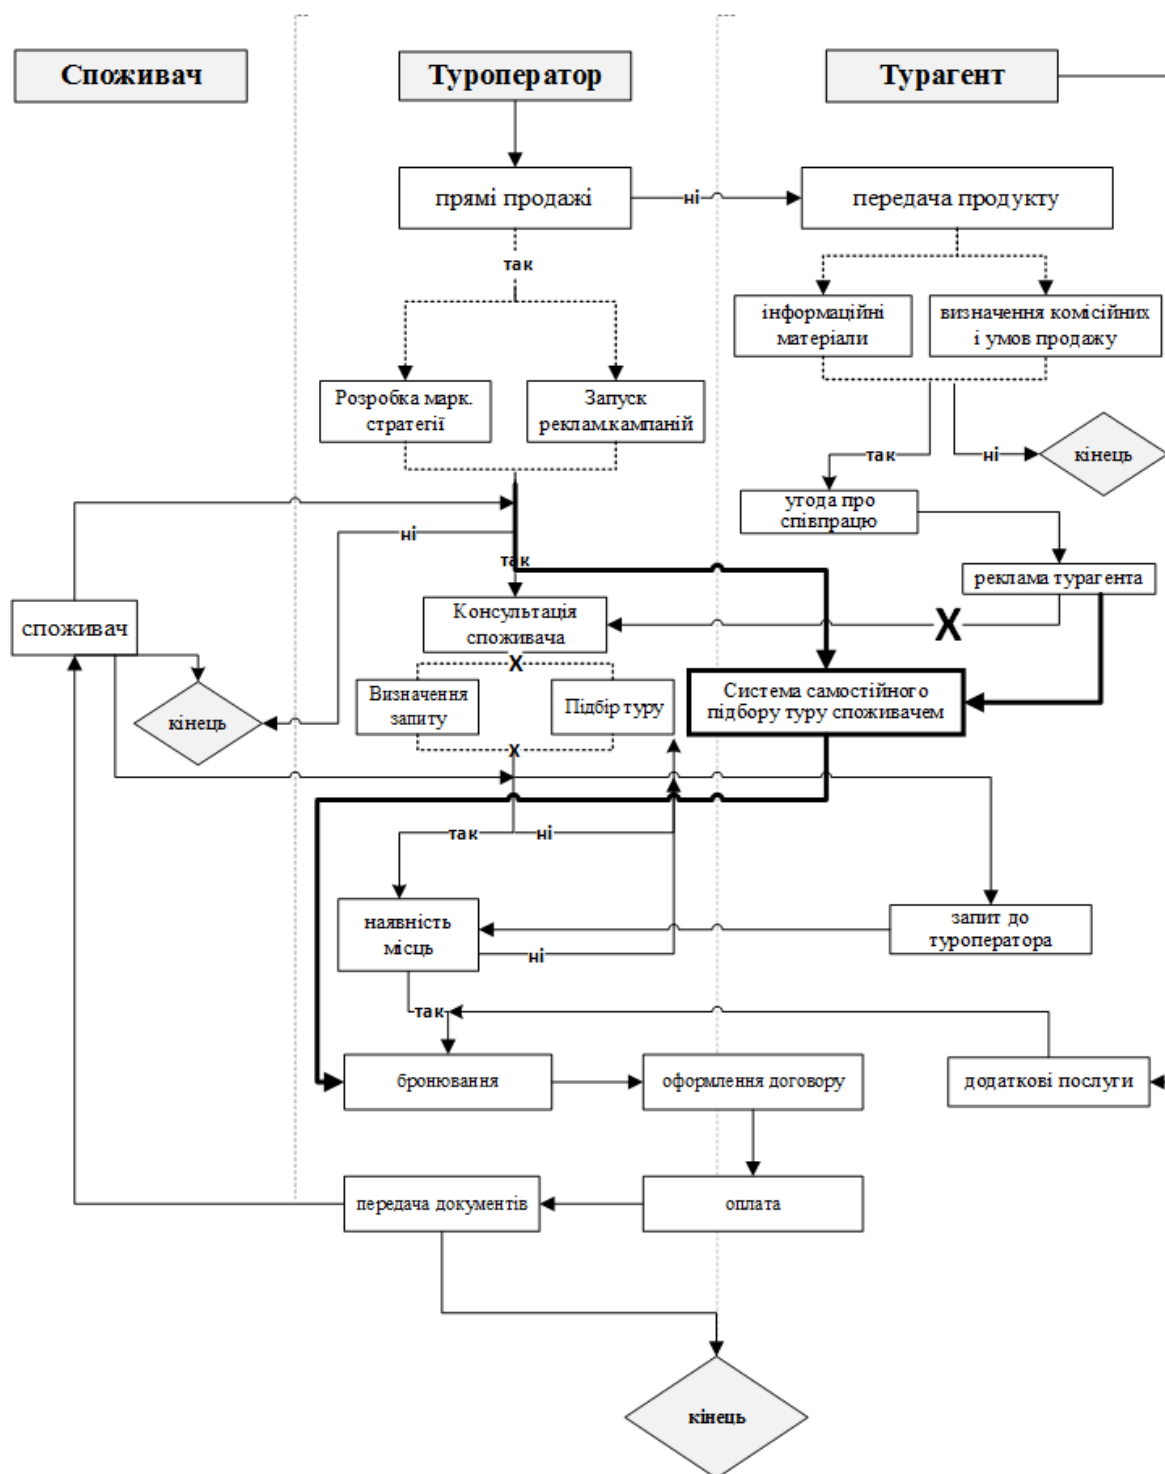 Споживач
Туроператор
Турагент
прямі продажі
ні
передача продукту
так
інформаційні
матеріали
визначення комісійних
і умов продажу
Розробка марк.
стратегії
Запуск
реклам.кампаній
так
ні
кінець
угода про
співпрацю
ні
так
реклама турагента
Консультація
споживача
X
споживач
X
Визначення
запиту
Підбір туру
Система самостійного
підбору туру споживачем
кінець
X
так
ні
наявність
місць
ні
запит до
туроператора
так
бронювання
оформлення договору
додаткові послуги
передача документів
оплата
кінець